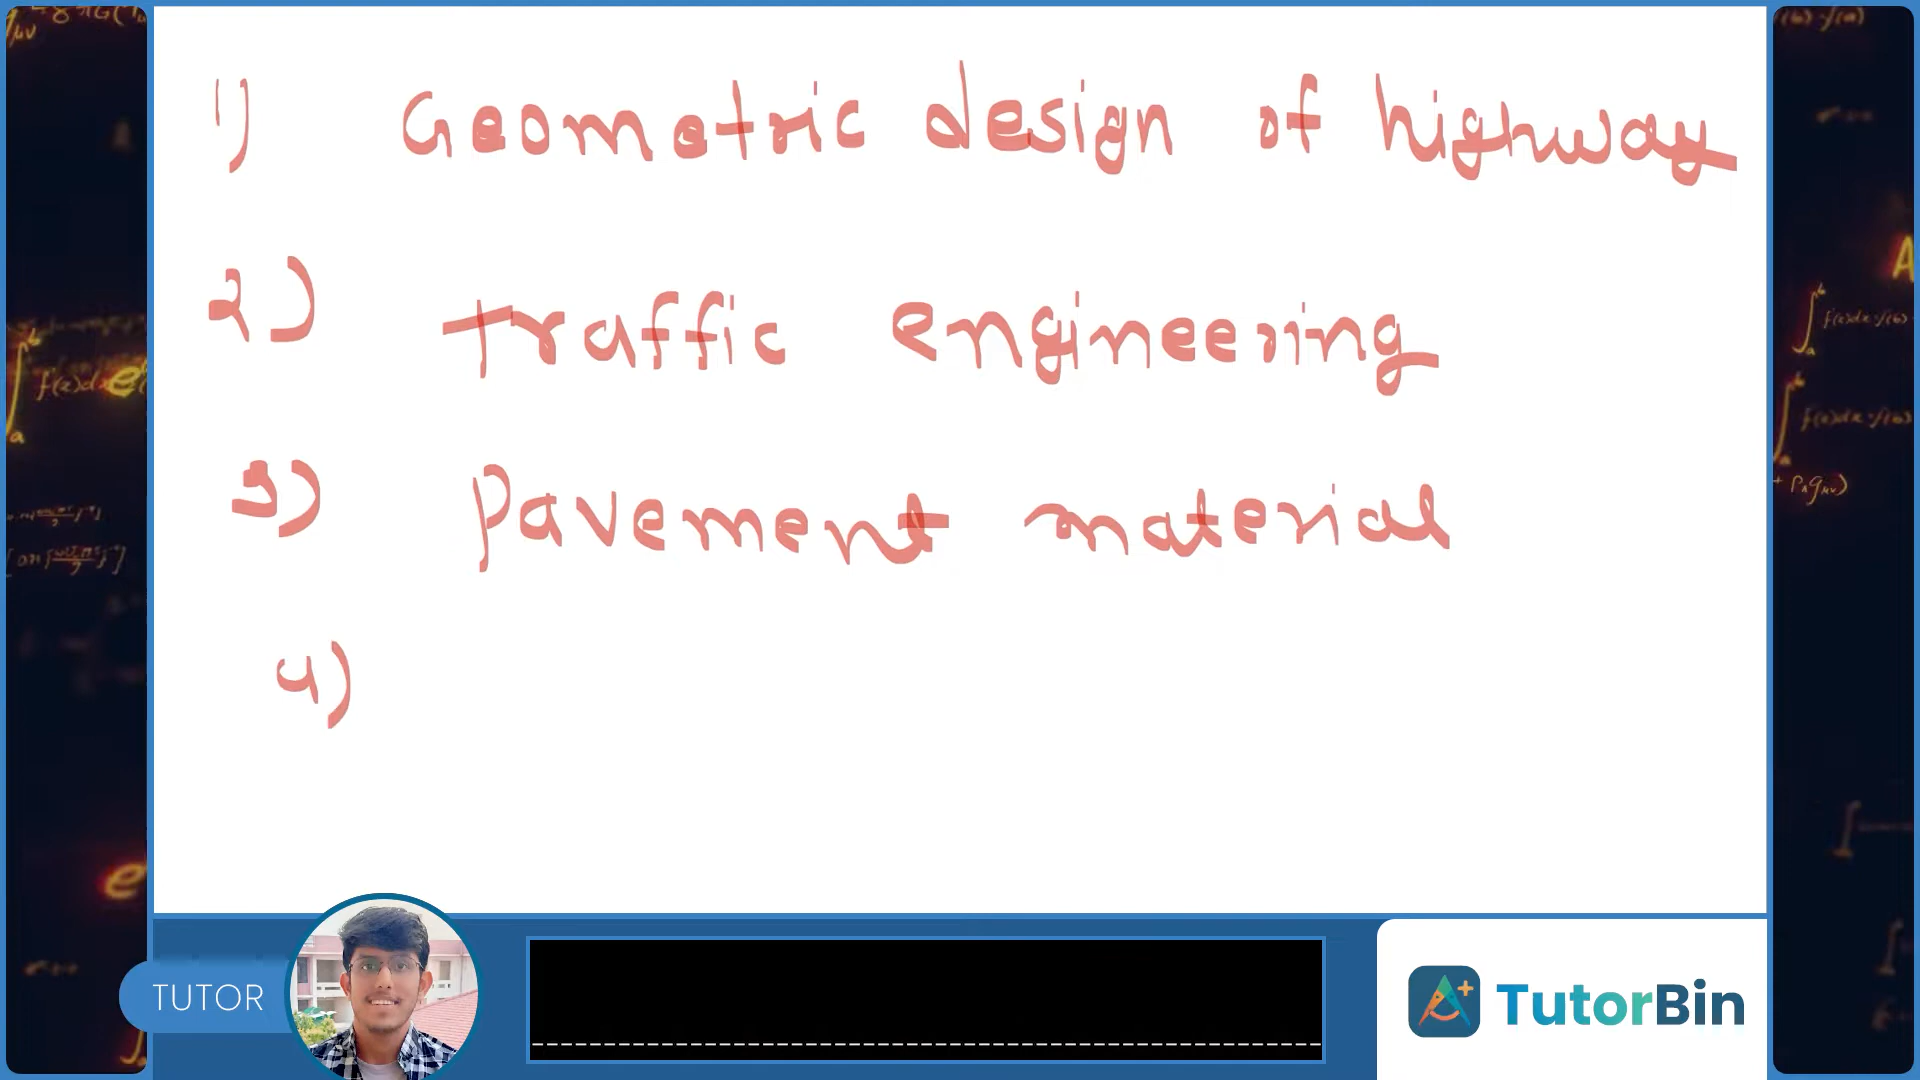 1) Geometric design of highway
2) Traffic engineering
3) Pavement material
4)
TUTOR
TutorBin